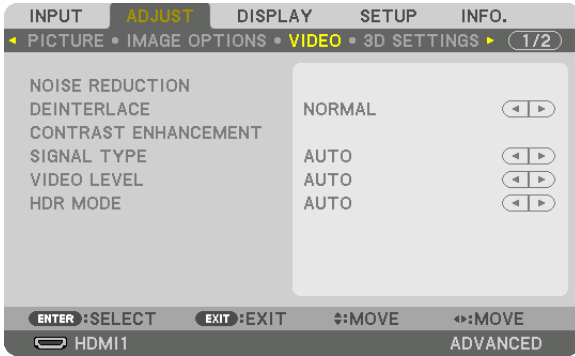 INPUT ADJUST DISPLAY SETUP INFO.
PICTURE • IMAGE OPTIONS • VIDEO • 3D SETTINGS 1/2
NOISE REDUCTION
DEINTERLACE NORMAL
CONTRAST ENHANCEMENT
SIGNAL TYPE AUTO
VIDEO LEVEL AUTO
HDR MODE AUTO
ENTER :SELECT EXIT :EXIT :MOVE :MOVE
HDMI1 ADVANCED